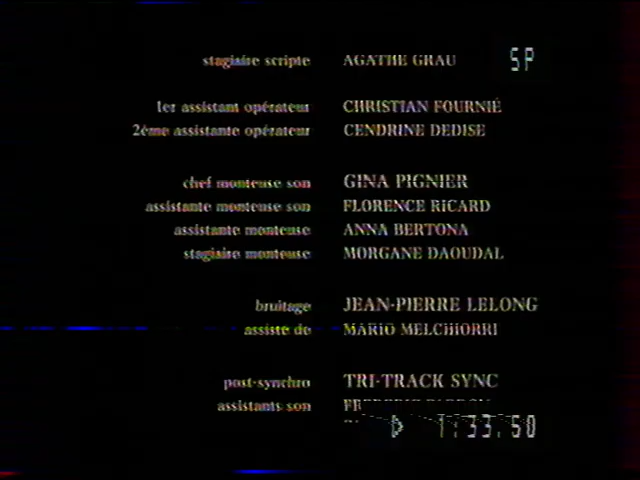 stagiaire scripte AGATHE GRAU
SP
1er assistant opérateur CHRISTIAN FOURNIÉ
2ème assistante opérateur CENDRINE DEDISE
chef monteuse son GINA PIGNIER
assistante monteuse son FLORENCE RICARD
assistante monteuse ANNA BERTONA
stagiaire monteuse MORGANE DAOUDAL
bruitage JEAN-PIERRE LELONG
assiste de MARIO MELCHIORRI
post-synchro TRI-TRACK SYNC
assistants son
1:33.50